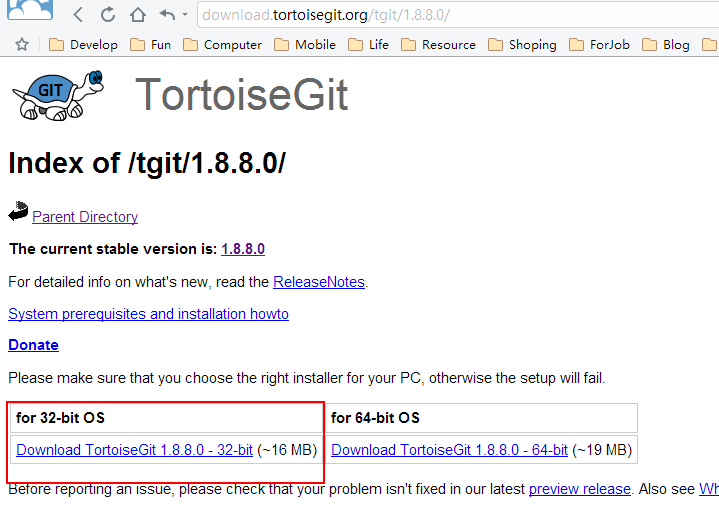 download.tortoisegit.org/tgit/1.8.8.0/
Develop Fun Computer Mobile Life Resource Shoping ForJob Blog
GIT TortoiseGit
Index of /tgit/1.8.8.0/
Parent Directory
The current stable version is: 1.8.8.0
For detailed info on what's new, read the ReleaseNotes.
System prerequisites and installation howto
Donate
Please make sure that you choose the right installer for your PC, otherwise the setup will fail.
for 32-bit OS for 64-bit OS
Download TortoiseGit 1.8.8.0 - 32-bit (~16 MB) Download TortoiseGit 1.8.8.0 - 64-bit (~19 MB)
Before reporting an issue, please check that your problem isn't fixed in our latest preview release. Also see Wh